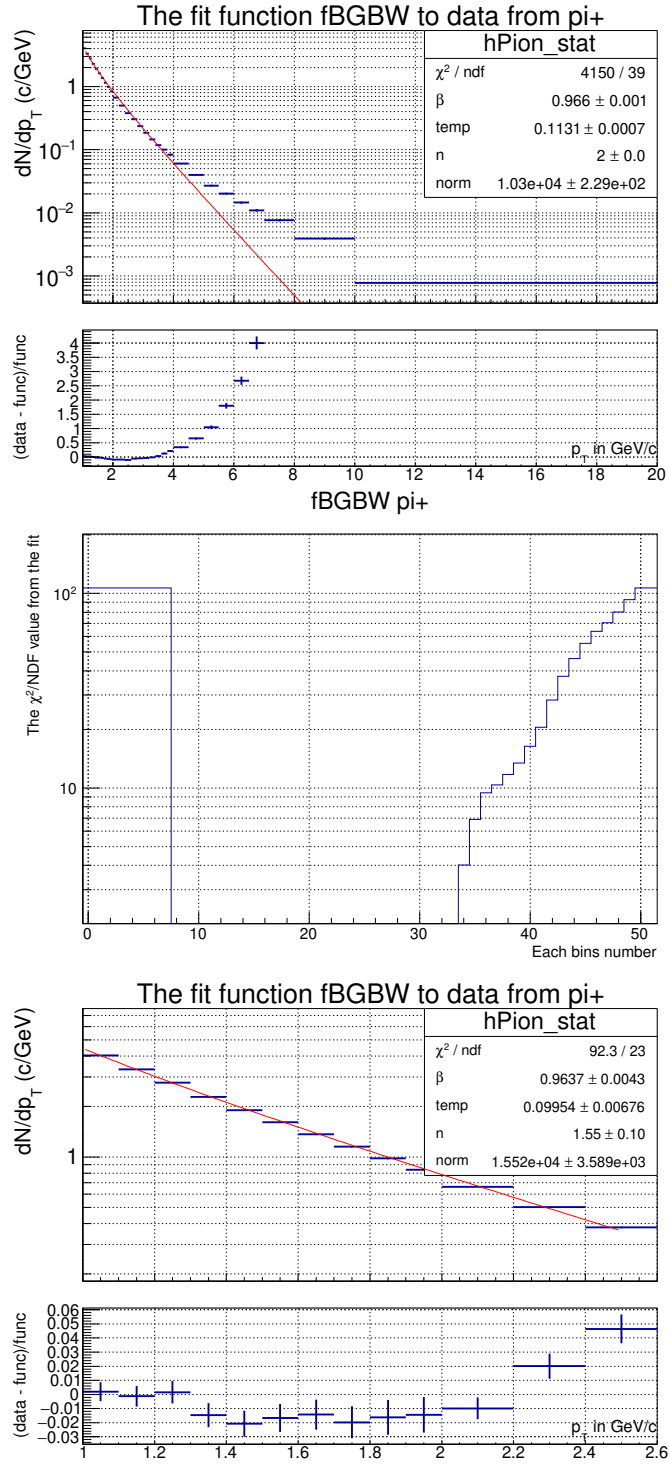 The fit function fBGBW to data from pi+
hPion_stat
χ² / ndf 4150 / 39
β 0.966 ± 0.001
temp 0.1131 ± 0.0007
n 2 ± 0.0
norm 1.03e+04 ± 2.29e+02
dN/dp_T (c/GeV)
1
10⁻¹
10⁻²
10⁻³
(data - func)/func
4
3.5
3
2.5
2
1.5
1
0.5
0
p_T in GeV/c
2 4 6 8 10 12 14 16 18 20
fBGBW pi+
The χ²/NDF value from the fit
10²
10
0 10 20 30 40 50
Each bins number
The fit function fBGBW to data from pi+
hPion_stat
χ² / ndf 92.3 / 23
β 0.9637 ± 0.0043
temp 0.09954 ± 0.00676
n 1.55 ± 0.10
norm 1.552e+04 ± 3.589e+03
dN/dp_T (c/GeV)
1
(data - func)/func
0.06
0.05
0.04
0.03
0.02
0.01
0
−0.01
−0.02
−0.03
p_T in GeV/c
1 1.2 1.4 1.6 1.8 2 2.2 2.4 2.6